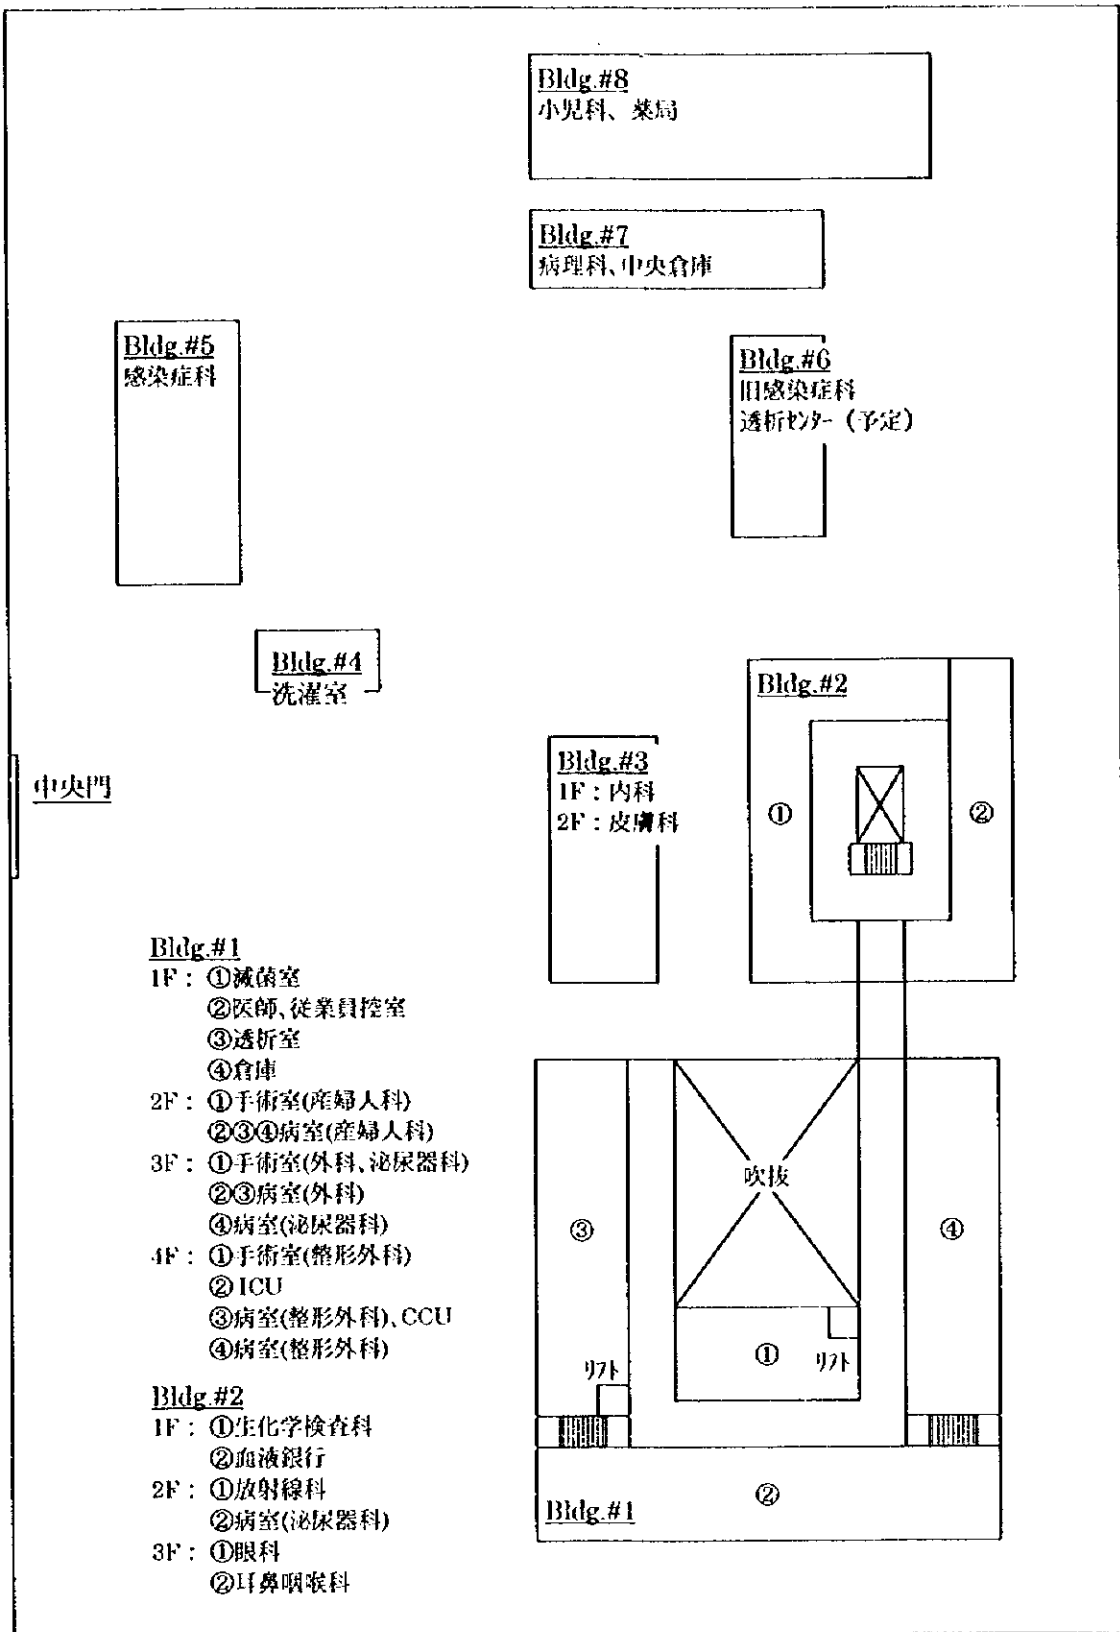 Bldg.#8
小児科、薬局
Bldg.#7
病理科、中央倉庫
Bldg.#5
感染症科
Bldg.#6
旧感染症科
透析ｾﾝﾀｰ（予定）
Bldg.#4
洗濯室
Bldg.#2
①
②
Bldg.#3
1F：内科
2F：皮膚科
中央門
Bldg.#1
1F：①滅菌室
②医師、従業員控室
③透析室
④倉庫
2F：①手術室(産婦人科)
②③④病室(産婦人科)
3F：①手術室(外科、泌尿器科)
②③病室(外科)
④病室(泌尿器科)
4F：①手術室(整形外科)
②ICU
③病室(整形外科)、CCU
④病室(整形外科)
Bldg.#2
1F：①生化学検査科
②血液銀行
2F：①放射線科
②病室(泌尿器科)
3F：①眼科
②耳鼻咽喉科
吹抜
③
④
①
ﾘﾌﾄ
ﾘﾌﾄ
Bldg.#1
②